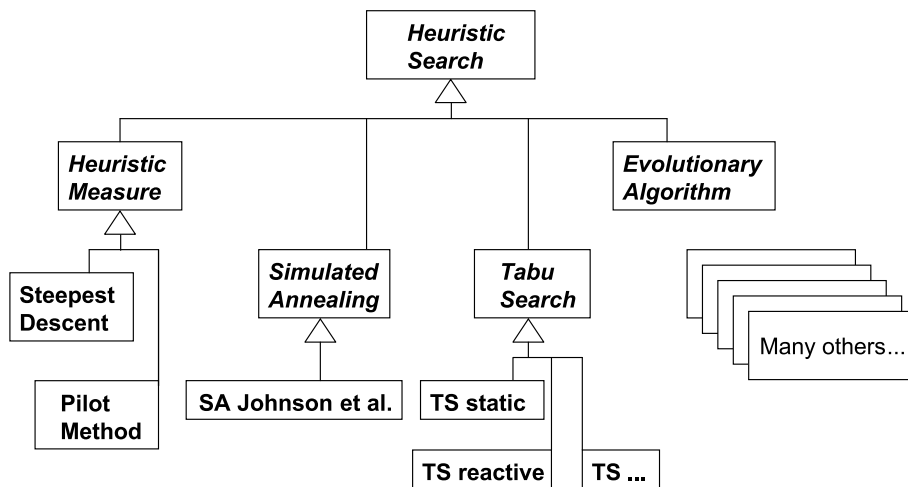 Heuristic
Search
Heuristic
Measure
Evolutionary
Algorithm
Simulated
Annealing
Tabu
Search
Steepest
Descent
Many others...
Pilot
Method
SA Johnson et al.
TS static
TS reactive
TS ...